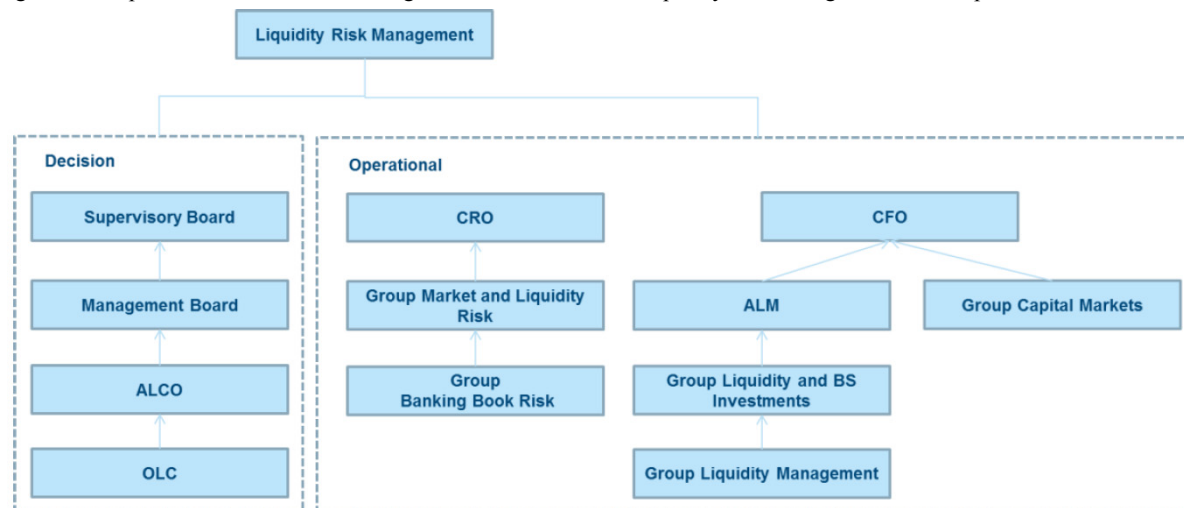 Liquidity Risk Management
Decision
Supervisory Board
Management Board
ALCO
OLC
Operational
CRO
Group Market and Liquidity
Risk
Group
Banking Book Risk
CFO
ALM
Group Capital Markets
Group Liquidity and BS
Investments
Group Liquidity Management